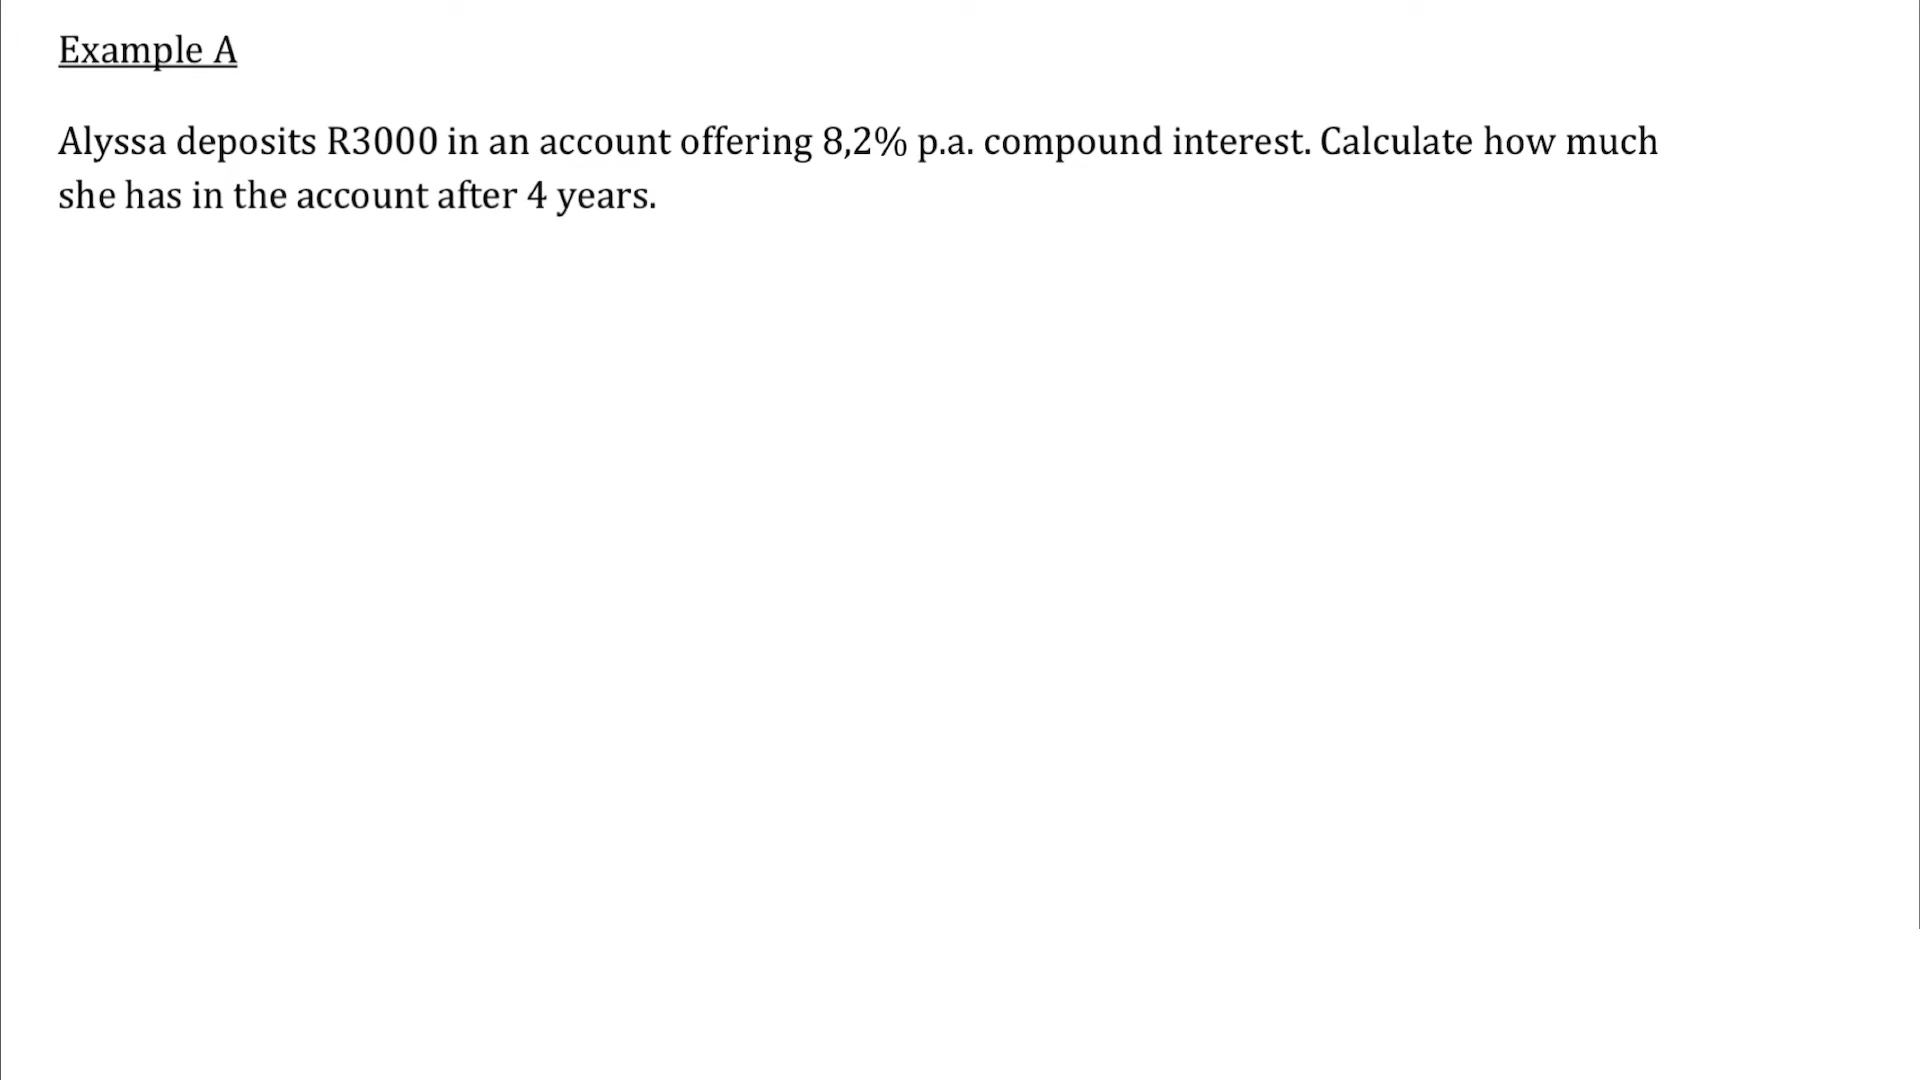 Example A
Alyssa deposits R3000 in an account offering 8,2% p.a. compound interest. Calculate how much
she has in the account after 4 years.